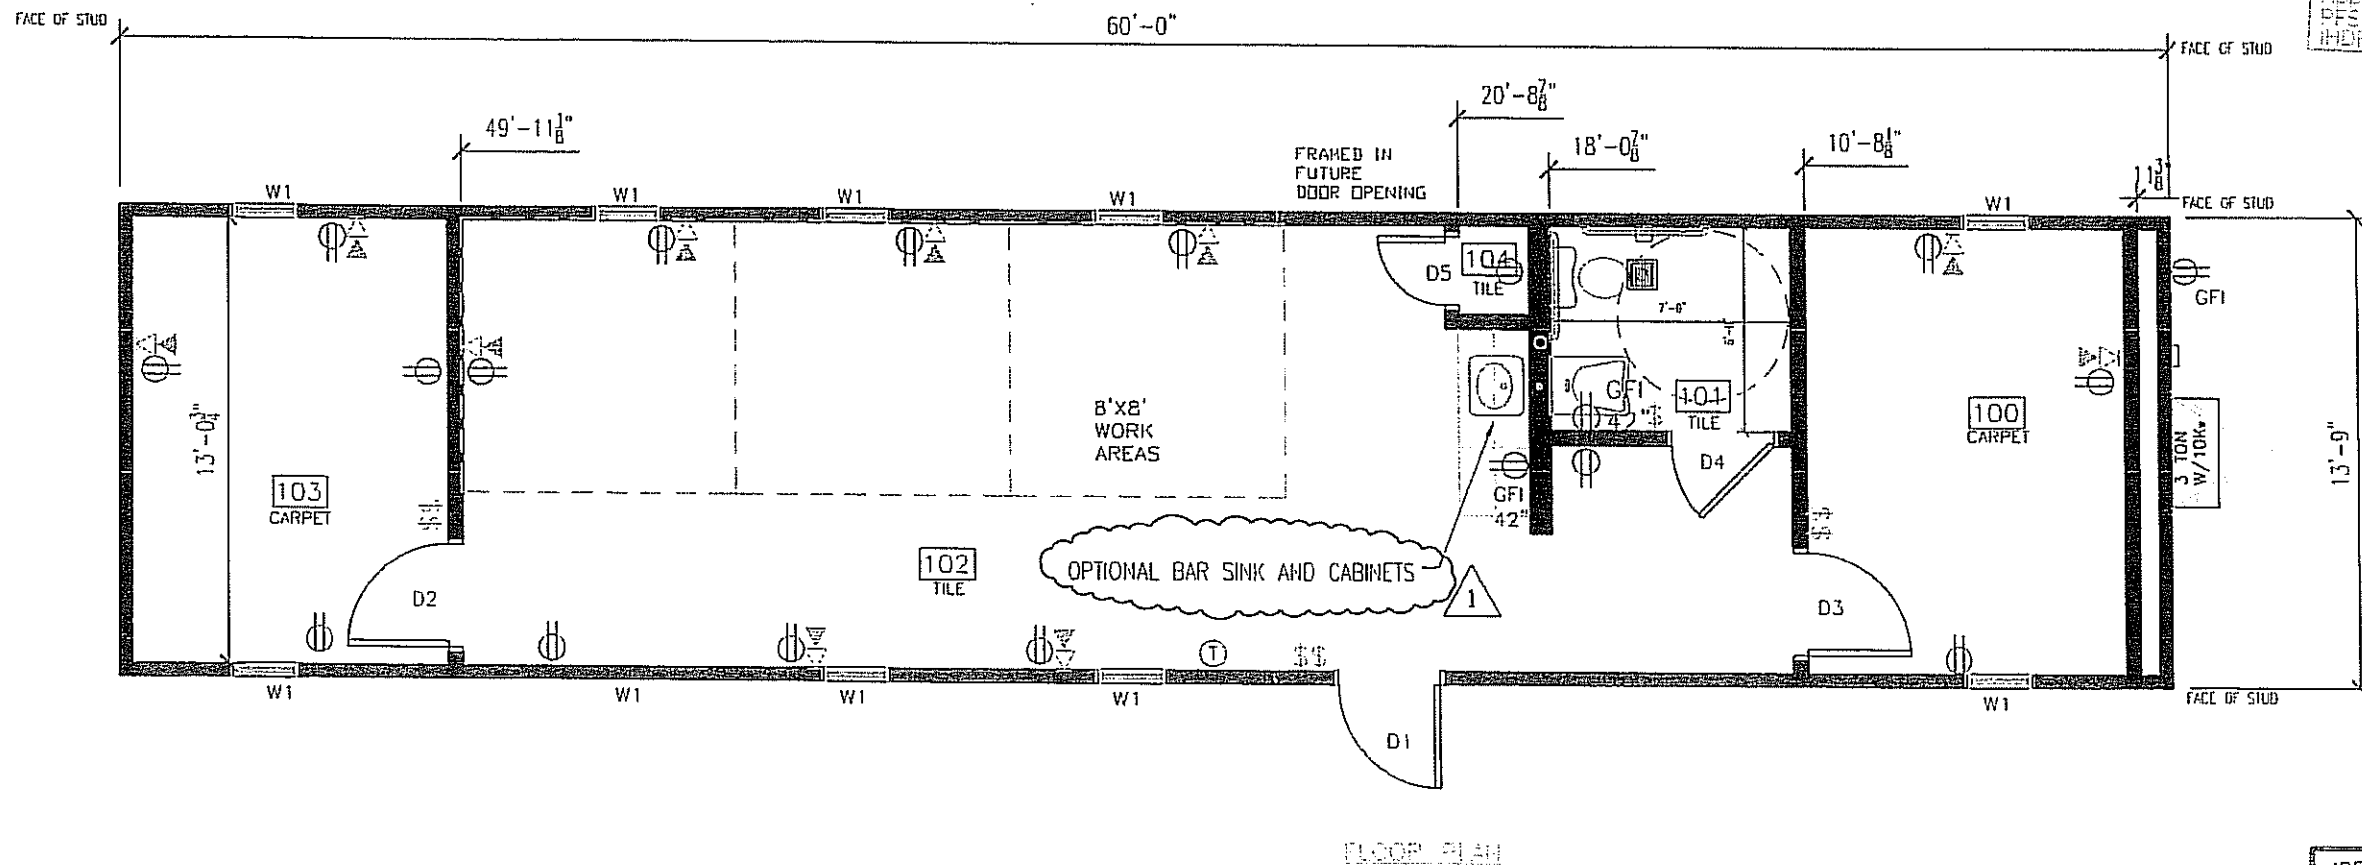 FACE OF STUD
60'-0"
FACE OF STUD
49'-11 1/8"
20'-8 7/8"
FRAMED IN
FUTURE
DOOR OPENING
18'-0 7/8"
10'-8 1/8"
11 3/8"
FACE OF STUD
W1
W1
W1
W1
W1
D5
104
TILE
7'-0"
GFI
13'-0 3/4"
8'X8'
WORK
AREAS
GFI
101
TILE
100
CARPET
3 TON
W/10Kw
13'-9"
103
CARPET
$$
GFI
42"
D4
$$
102
TILE
OPTIONAL BAR SINK AND CABINETS
1
D2
D3
T
$$
W1
W1
W1
W1
W1
FACE OF STUD
D1
FLOOR PLAN